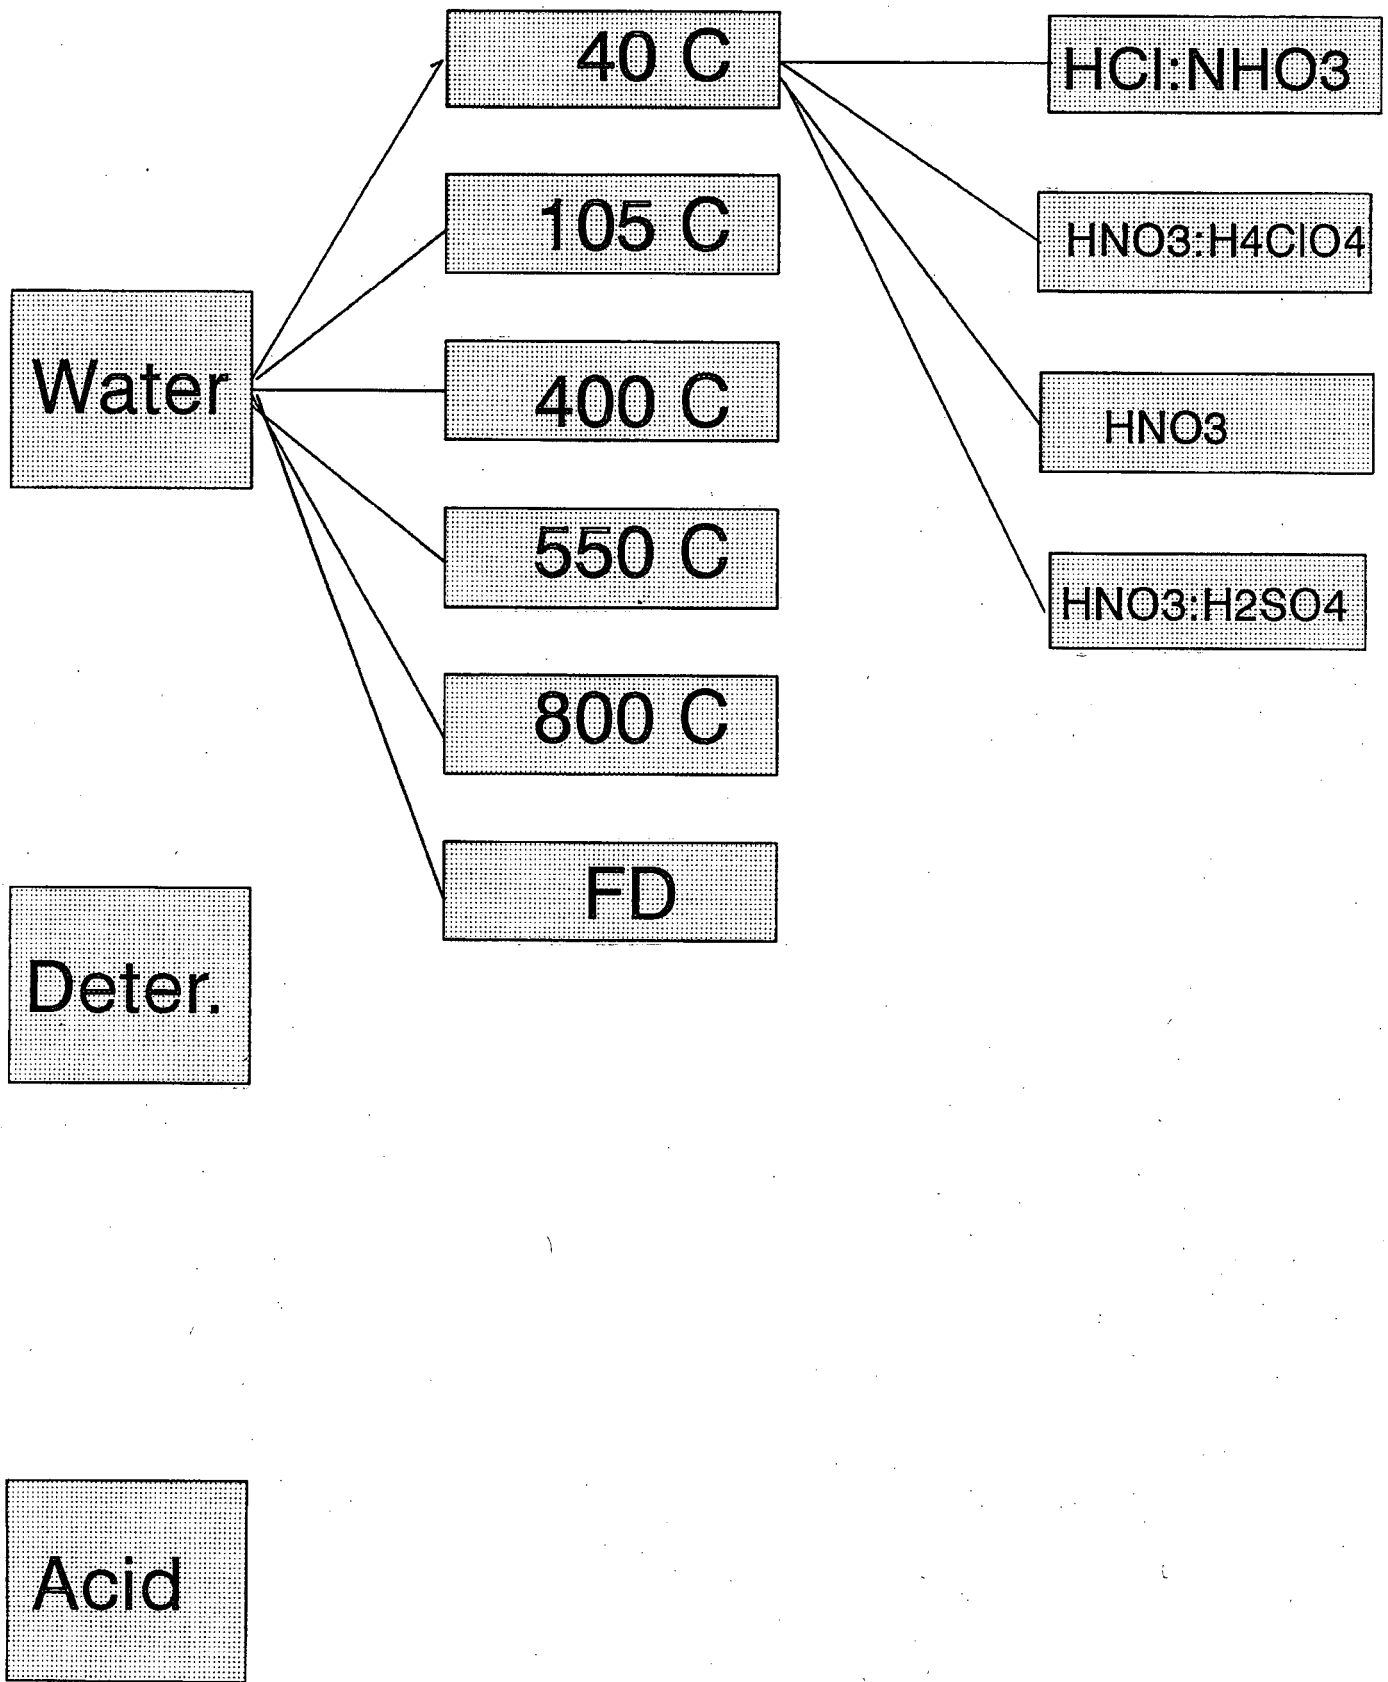 Water
Deter.
Acid
40 C
105 C
400 C
550 C
800 C
FD
HCl:NHO3
HNO3:H4ClO4
HNO3
HNO3:H2SO4